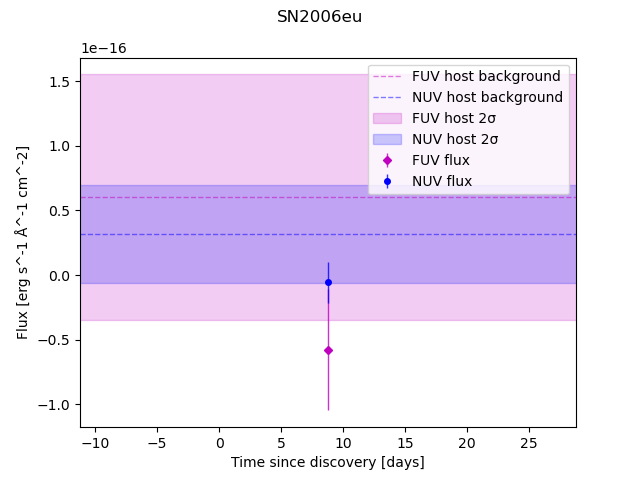 SN2006eu
1e−16
FUV host background
NUV host background
FUV host 2σ
NUV host 2σ
FUV flux
NUV flux
1.5
1.0
0.5
0.0
−0.5
−1.0
Flux [erg s^-1 Å^-1 cm^-2]
−10 −5 0 5 10 15 20 25
Time since discovery [days]